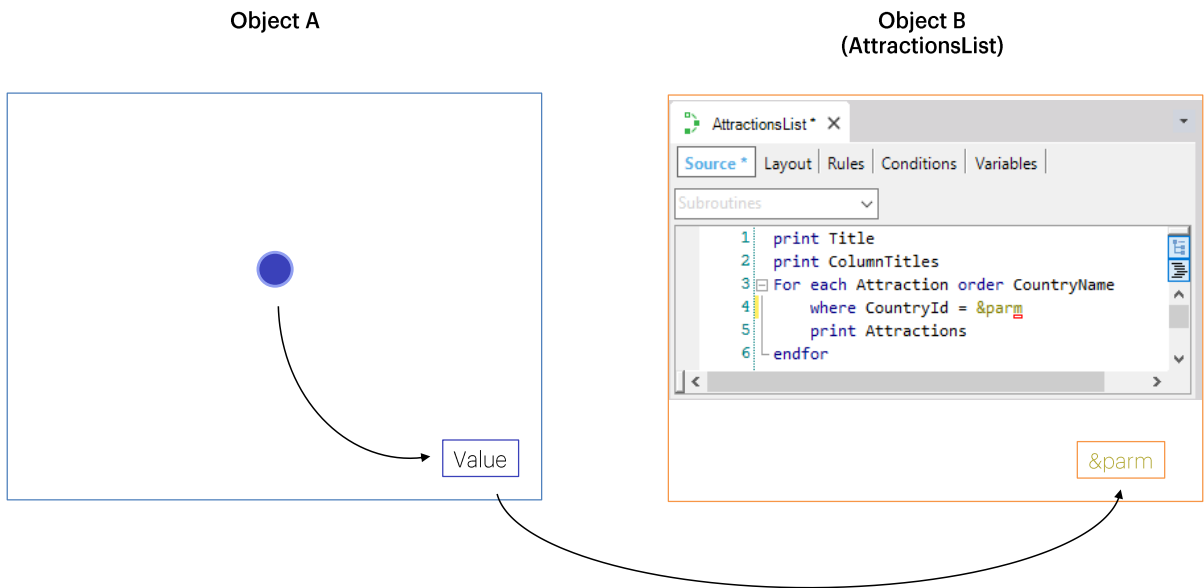 Object A
Object B
(AttractionsList)
AttractionsList *
Source * Layout Rules Conditions Variables
Subroutines
1 print Title
2 print ColumnTitles
3 For each Attraction order CountryName
4 where CountryId = &parm
5 print Attractions
6 endfor
Value
&parm